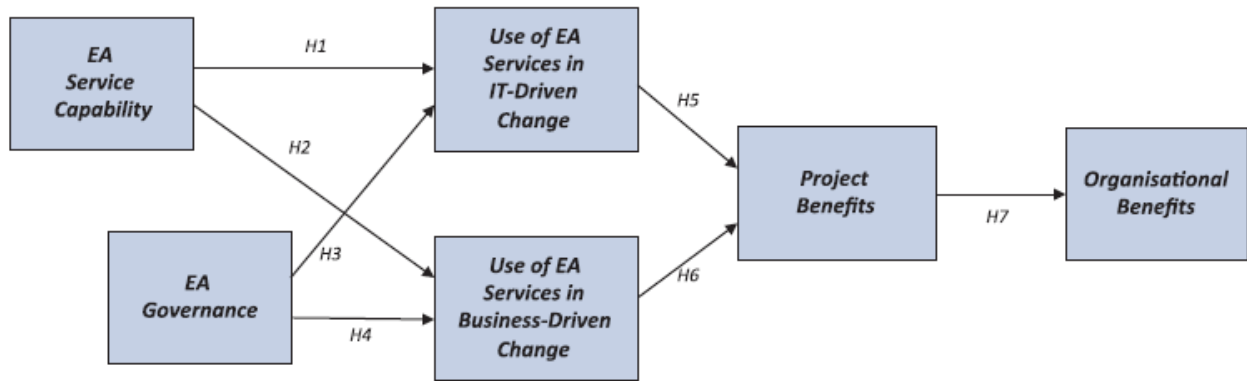 EA
Service
Capability
H1
Use of EA
Services in
IT-Driven
Change
H2
H5
EA
Governance
H3
H4
Use of EA
Services in
Business-Driven
Change
H6
Project
Benefits
H7
Organisational
Benefits